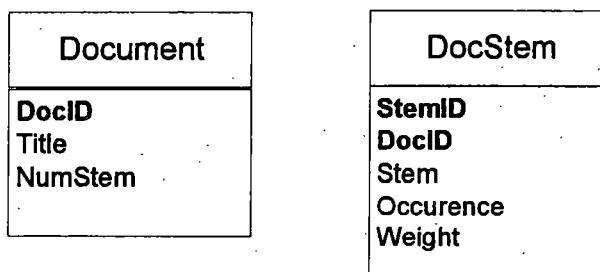 Document
DocID
Title
NumStem
DocStem
StemID
DocID
Stem
Occurence
Weight